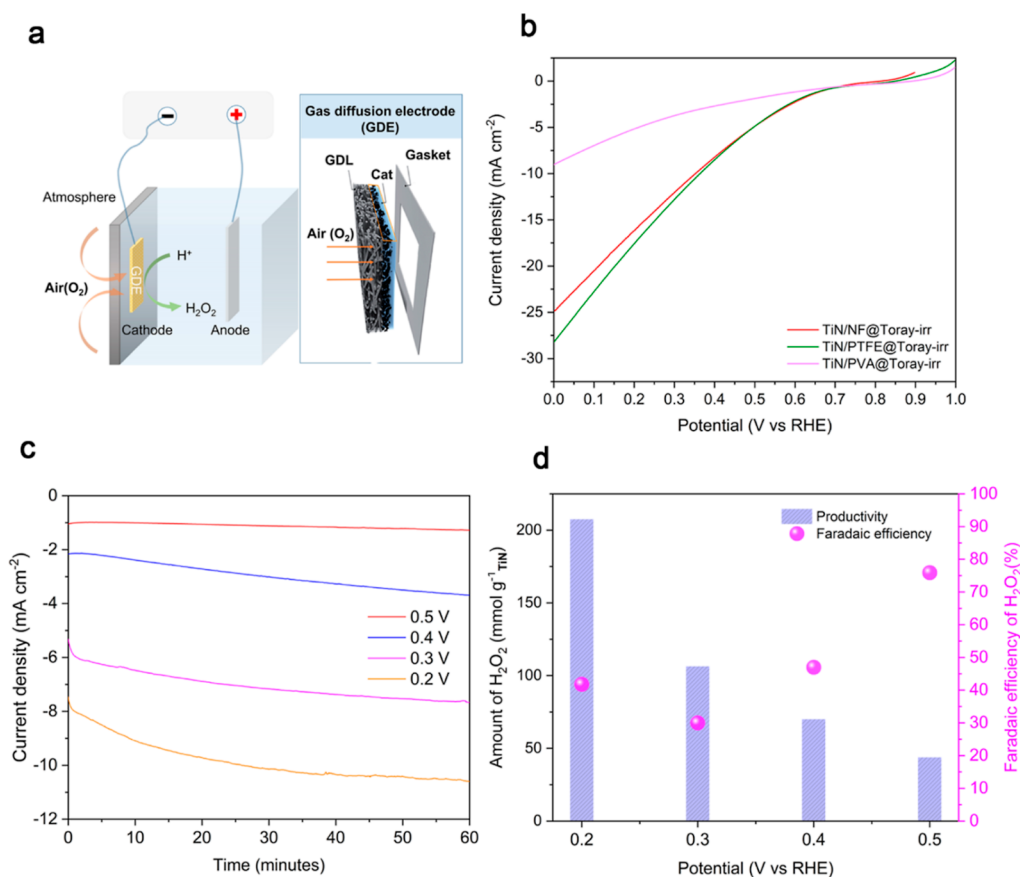 a
Gas diffusion electrode
(GDE)
GDL
Cat
Gasket
Air (O₂)
Atmosphere
Air(O₂)
GDE
H⁺
H₂O₂
Cathode
Anode
b
Current density (mA cm⁻²)
0
-5
-10
-15
-20
-25
-30
TiN/NF@Toray-irr
TiN/PTFE@Toray-irr
TiN/PVA@Toray-irr
0.0 0.1 0.2 0.3 0.4 0.5 0.6 0.7 0.8 0.9 1.0
Potential (V vs RHE)
c
Current density (mA cm⁻²)
0
-2
-4
-6
-8
-10
-12
0.5 V
0.4 V
0.3 V
0.2 V
0 10 20 30 40 50 60
Time (minutes)
d
Amount of H₂O₂ (mmol g⁻¹ TiN)
200
150
100
50
0
Productivity
Faradaic efficiency
100
90
80
70
60
50
40
30
20
10
0
Faradaic efficiency of H₂O₂(%)
0.2 0.3 0.4 0.5
Potential (V vs RHE)